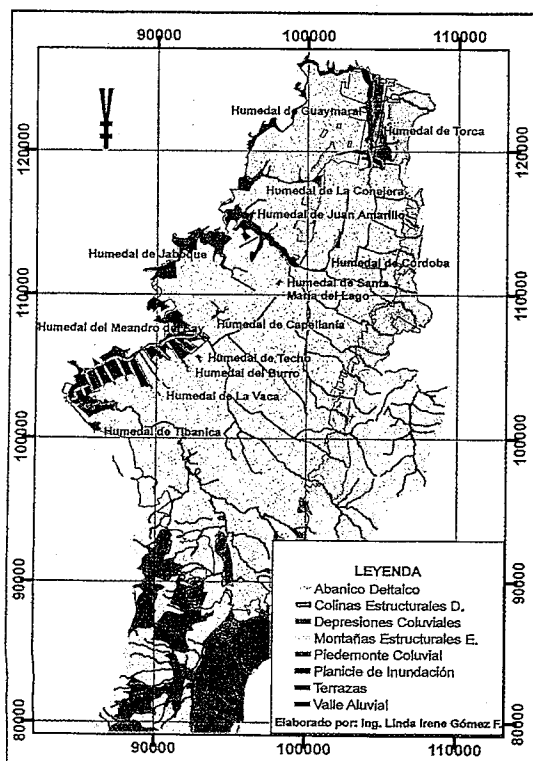 90000 100000 110000
Humedal de Guaymaral
Humedal de Torca
120000 120000
Humedal de La Conejera
Humedal de Juan Amarillo
Humedal de Jaboque
Humedal de Cordoba
Humedal de Santa
Maria del Lago
110000 110000
Humedal de Capellania
Humedal del Meandro del Say
Humedal de Techo
Humedal del Burro
Humedal de La Vaca
Humedal de Tibanica
100000 100000
90000 90000
LEYENDA
Abanico Deltaico
Colinas Estructurales D.
Depresiones Coluviales
Montañas Estructurales E.
Piedemonte Coluvial
Planicie de Inundación
Terrazas
Valle Aluvial
Elaborado por: Ing. Linda Irene Gómez F.
80000 80000
90000 100000 110000